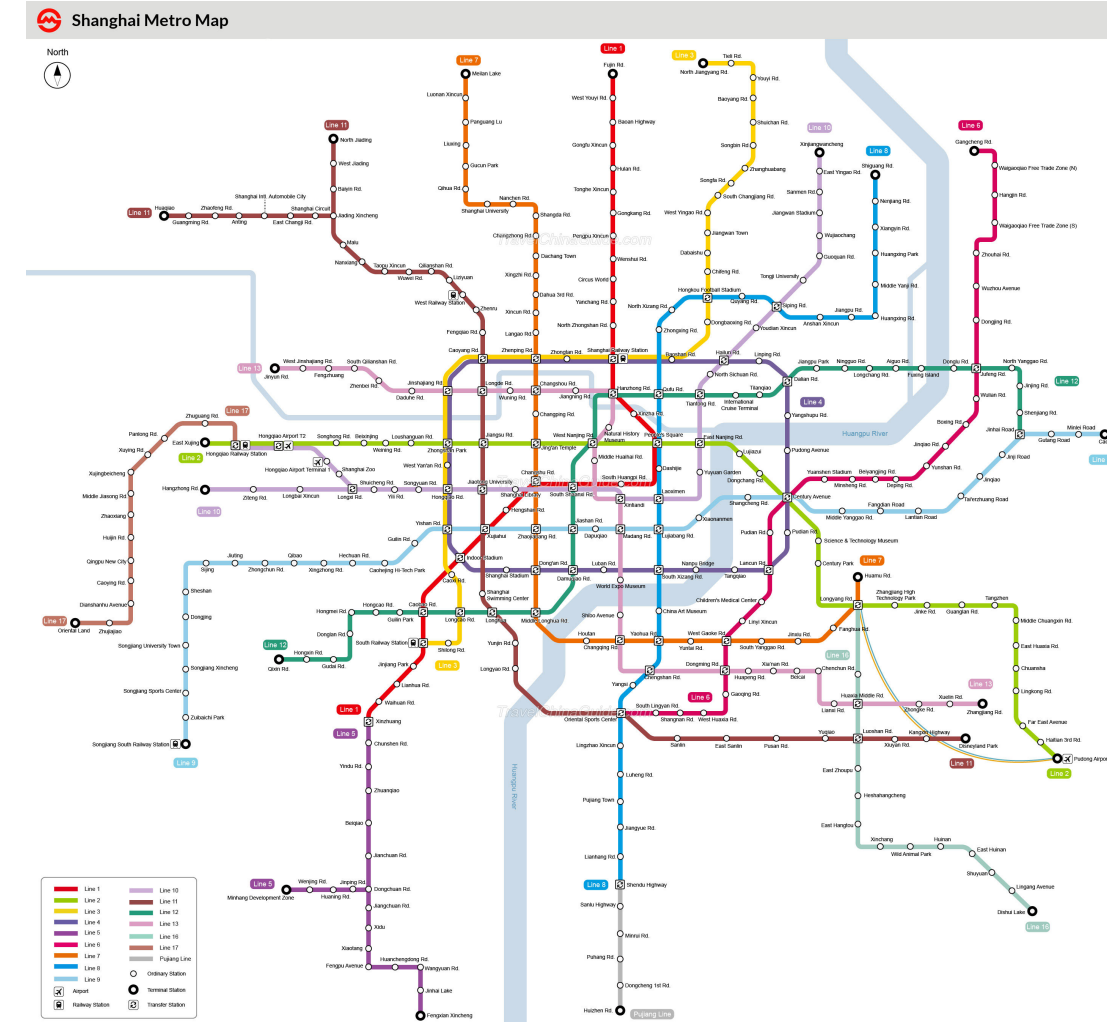 Shanghai Metro Map
North
Line 7
Meilan Lake
Luonan Xincun
Panguang Lu
Liuxing
Gucun Park
Qihua Rd.
Shanghai University
Nanchen Rd.
Shangda Rd.
Changzhong Rd.
Dachang Town
Xingzhi Rd.
Dahua 3rd Rd.
Xincun Rd.
Langao Rd.
Line 1
Fujin Rd.
West Youyi Rd.
Baoan Highway
Gongfu Xincun
Hulan Rd.
Tonghe Xincun
Gongkang Rd.
Pengpu Xincun
Wenshui Rd.
Circus World
Yanchang Rd.
North Zhongshan Rd.
Shanghai Railway Station
Line 3
North Jiangyang Rd.
Tieli Rd.
Youyi Rd.
Baoyang Rd.
Shuichan Rd.
Songbin Rd.
Zhanghuabang
Songfa Rd.
South Changjiang Rd.
West Yingao Rd.
Jiangwan Town
Dabaishu
Chifeng Rd.
Hongkou Football Stadium
Dongbaoxing Rd.
Baoshan Rd.
Line 10
Xinjiangwancheng
East Yingao Rd.
Sanmen Rd.
Jiangwan Stadium
Wujiaochang
Guoquan Rd.
Tongji University
Siping Rd.
Youdian Xincun
Hailun Rd.
North Sichuan Rd.
Tiantong Rd.
Line 8
Shiguang Rd.
Nenjiang Rd.
Xiangyin Rd.
Huangxing Park
Middle Yanji Rd.
Huangxing Rd.
Jiangpu Rd.
Anshan Xincun
Quyang Rd.
North Xizang Rd.
Zhongxing Rd.
Qufu Rd.
Line 6
Gangcheng Rd.
Waigaoqiao Free Trade Zone (N)
Hangjin Rd.
Waigaoqiao Free Trade Zone (S)
Zhouhai Rd.
Wuzhou Avenue
Dongjing Rd.
Jufeng Rd.
Wulian Rd.
Boxing Rd.
Jinqiao Rd.
Yunshan Rd.
Deping Rd.
Beiyangjing Rd.
Minsheng Rd.
Yuanshen Stadium
Century Avenue
Line 11
North Jiading
West Jiading
Baiyin Rd.
Jiading Xincheng
Line 11
Huaqiao
Guangming Rd.
Zhaofeng Rd.
Anting
Shanghai Intl. Automobile City
East Changji Rd.
Shanghai Circuit
Malu
Nanxiang
Taopu Xincun
Wuwei Rd.
Qilianshan Rd.
Liziyuan
West Railway Station
Zhenru
Fengqiao Rd.
Caoyang Rd.
Zhenping Rd.
Zhongtan Rd.
Line 13
Jinyun Rd.
West Jinshajiang Rd.
Fengzhuang
South Qilianshan Rd.
Zhenbei Rd.
Daduhe Rd.
Jinshajiang Rd.
Longde Rd.
Wuning Rd.
Changshou Rd.
Jiangning Rd.
Hanzhong Rd.
Changping Rd.
Xinzha Rd.
Natural History Museum
People's Square
Linping Rd.
Dalian Rd.
Jiangpu Park
Ningguo Rd.
Longchang Rd.
Aiguo Rd.
Fuxing Island
Donglu Rd.
North Yanggao Rd.
Jinjing Rd.
Line 12
Shenjiang Rd.
Jinhai Road
Gutang Road
Minlei Road
Line
Tilanqiao
International Cruise Terminal
Line 4
Yangshupu Rd.
Pudong Avenue
Huangpu River
Jinji Road
Jinqiao
Tai'erzhuang Road
Lantian Road
Fangdian Road
Middle Yanggao Rd.
Line 17
Zhuguang Rd.
Panlong Rd.
Xuying Rd.
Xujingbeicheng
Middle Jiasong Rd.
Zhaoxiang
Huijin Rd.
Qingpu New City
Caoying Rd.
Dianshanhu Avenue
Zhujiajiao
Oriental Land
Line 17
East Xujing
Line 2
Hongqiao Railway Station
Hongqiao Airport T2
Hongqiao Airport Terminal 1
Songhong Rd.
Beixinjing
Weining Rd.
Loushanguan Rd.
Zhongshan Park
Jiangsu Rd.
Jing'an Temple
West Nanjing Rd.
East Nanjing Rd.
Lujiazui
Dongchang Rd.
Shangcheng Rd.
Hangzhong Rd.
Line 10
Ziteng Rd.
Longbai Xincun
Shanghai Zoo
Longxi Rd.
Shuicheng Rd.
Yili Rd.
Songyuan Rd.
Hongqiao Rd.
West Yan'an Rd.
Jiaotong University
Shanghai Library
Changshu Rd.
South Shaanxi Rd.
Middle Huaihai Rd.
South Huangpi Rd.
Xintiandi
Dashijie
Laoximen
Yuyuan Garden
Xiaonanmen
Hengshan Rd.
Xujiahui
Zhaojiabang Rd.
Jiashan Rd.
Dapuqiao
Madang Rd.
Lujiabang Rd.
Yishan Rd.
Guilin Rd.
Caohejing Hi-Tech Park
Hechuan Rd.
Xingzhong Rd.
Qibao
Zhongchun Rd.
Jiuting
Sijing
Sheshan
Dongjing
Songjiang University Town
Songjiang Xincheng
Songjiang Sports Center
Zuibaichi Park
Songjiang South Railway Station
Line 9
Indoor Stadium
Caoxi Rd.
Shanghai Stadium
Shanghai Swimming Center
Dong'an Rd.
Damuqiao Rd.
Luban Rd.
World Expo Museum
South Xizang Rd.
Nanpu Bridge
Tangqiao
Lancun Rd.
Pudian Rd.
Pudian Rd.
Science & Technology Museum
Century Park
Children's Medical Center
Linyi Xincun
Line 7
Huamu Rd.
Longyang Rd.
Zhangjiang High Technology Park
Jinke Rd.
Guanglan Rd.
Tangzhen
Middle Chuangxin Rd.
East Huaxia Rd.
Chuansha
Lingkong Rd.
Far East Avenue
Haitian 3rd Rd.
Pudong Airport
Line 2
Hongmei Rd.
Hongcao Rd.
Guilin Park
Caobao Rd.
Longcao Rd.
Longhua
Middle Longhua Rd.
Donglan Rd.
Gudai Rd.
Hongxin Rd.
Qixin Rd.
Line 12
South Railway Station
Shilong Rd.
Line 3
Jinjiang Park
Lianhua Rd.
Waihuan Rd.
Line 1
Xinzhuang
Line 5
Chunshen Rd.
Yindu Rd.
Zhuanqiao
Beiqiao
Jianchuan Rd.
Dongchuan Rd.
Jinping Rd.
Huaning Rd.
Wenjing Rd.
Minhang Development Zone
Line 5
Jiangchuan Rd.
Xidu
Xiaotang
Fengpu Avenue
Huanchengdong Rd.
Wangyuan Rd.
Jinhai Lake
Fengxian Xincheng
Yunjin Rd.
Longyao Rd.
Houtan
Changqing Rd.
Shibo Avenue
China Art Museum
Yaohua Rd.
Yuntai Rd.
West Gaoke Rd.
South Yanggao Rd.
Jinxiu Rd.
Fanghua Rd.
Yangsi
Chengshan Rd.
Dongming Rd.
Huapeng Rd.
Xia'nan Rd.
Beicai
Chenchun Rd.
Line 16
Lianxi Rd.
Huaxia Middle Rd.
Zhongke Rd.
Xuelin Rd.
Zhangjiang Rd.
Line 13
Gaoqing Rd.
Line 6
West Huaxia Rd.
Shangnan Rd.
South Lingyan Rd.
Oriental Sports Center
Sanlin
East Sanlin
Pusan Rd.
Yuqiao
Luoshan Rd.
Xiuyan Rd.
Kangxin Highway
Disneyland Park
Line 11
Lingzhao Xincun
Luheng Rd.
Pujiang Town
Jiangyue Rd.
Lianhang Rd.
Line 8
Shendu Highway
Sanlu Highway
Minrui Rd.
Puhang Rd.
Dongcheng 1st Rd.
Huizhen Rd.
Pujiang Line
East Zhoupu
Heshahangcheng
East Hangtou
Xinchang
Wild Animal Park
Huinan
East Huinan
Shuyuan
Lingang Avenue
Dishui Lake
Line 16
Huangpu River
TravelChinaGuide.com
TravelChinaGuide.com
TravelChinaGuide.com
Line 1
Line 2
Line 3
Line 4
Line 5
Line 6
Line 7
Line 8
Line 9
Line 10
Line 11
Line 12
Line 13
Line 16
Line 17
Pujiang Line
Ordinary Station
Airport
Terminal Station
Railway Station
Transfer Station